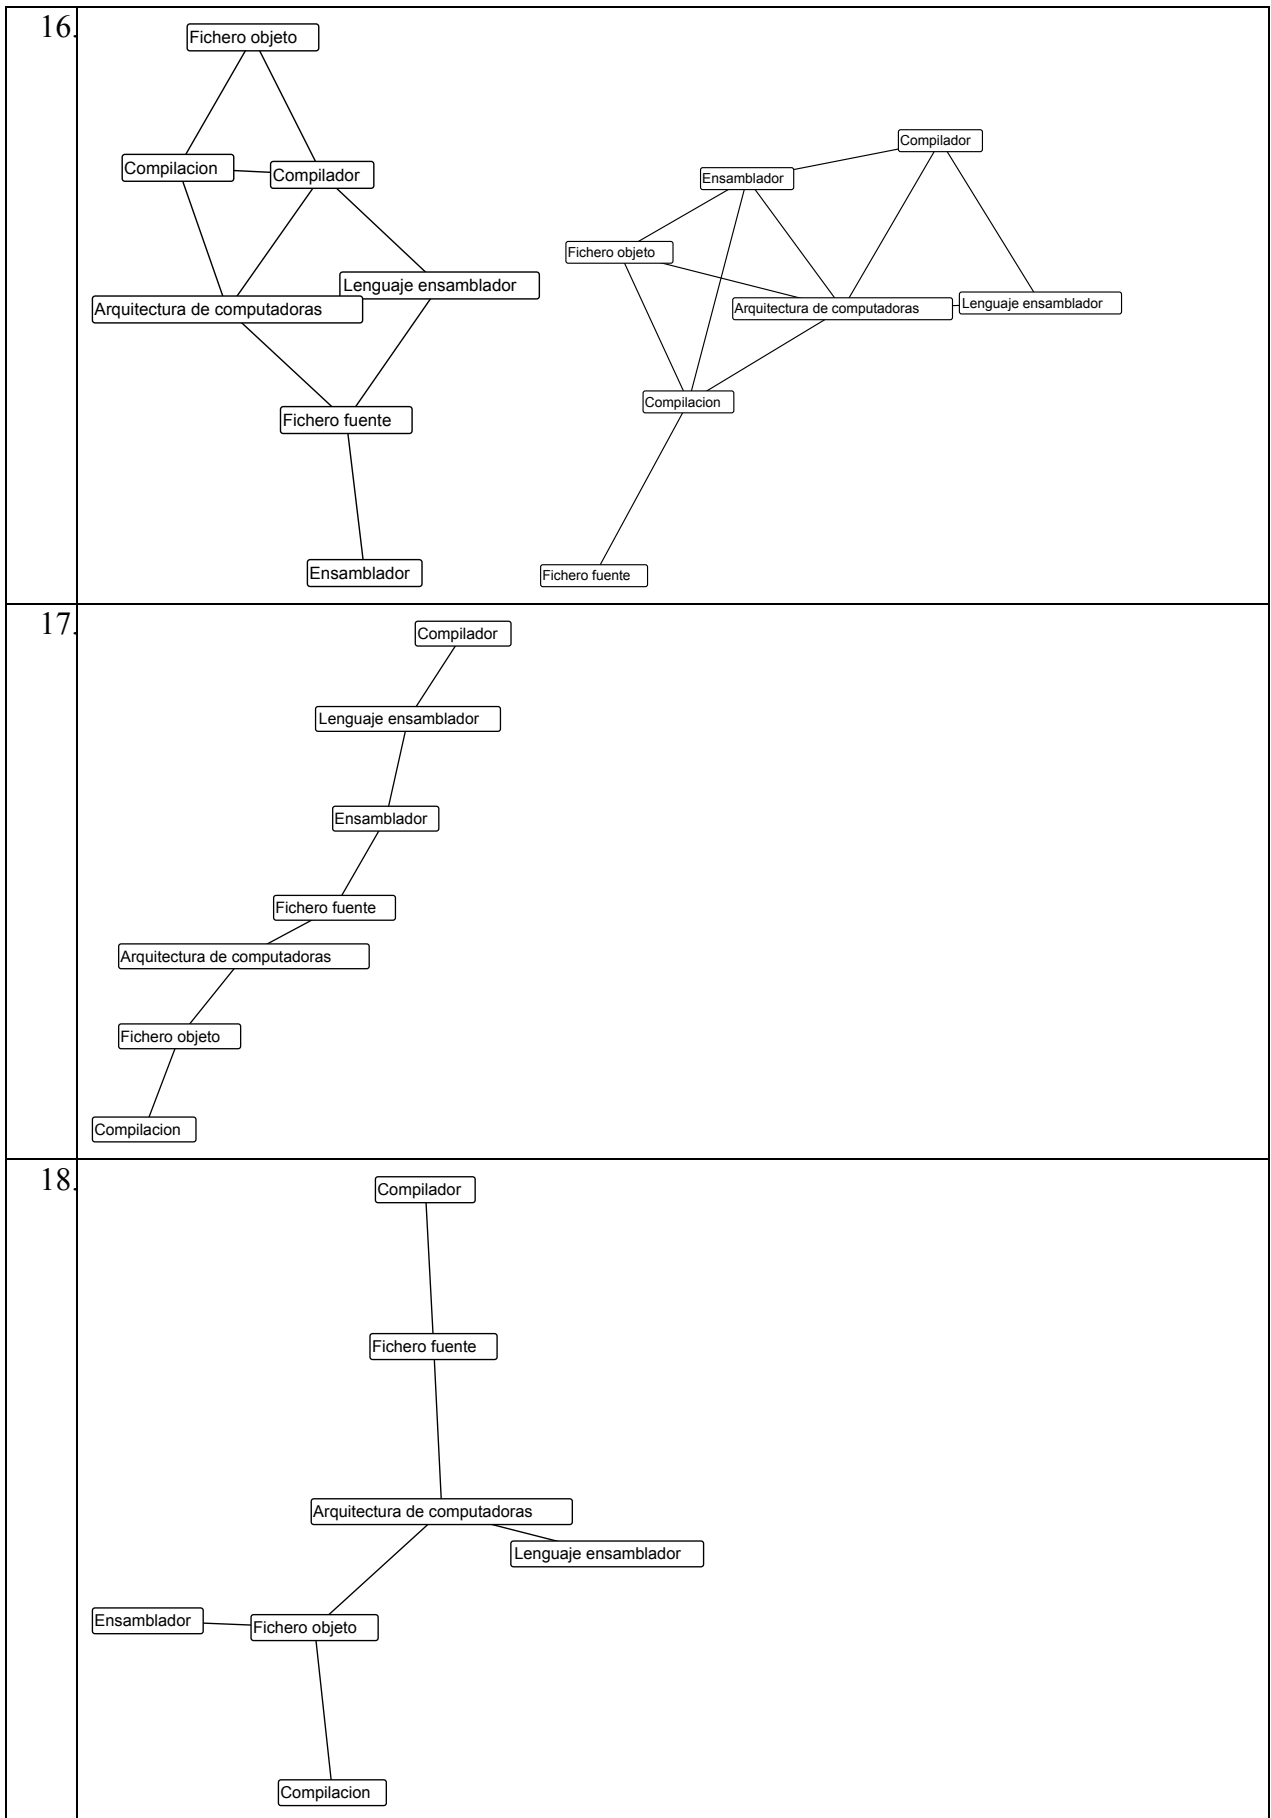 16.
Fichero objeto
Compilacion
Compilador
Lenguaje ensamblador
Arquitectura de computadoras
Fichero fuente
Ensamblador
Compilador
Ensamblador
Fichero objeto
Arquitectura de computadoras
Lenguaje ensamblador
Compilacion
Fichero fuente
17.
Compilador
Lenguaje ensamblador
Ensamblador
Fichero fuente
Arquitectura de computadoras
Fichero objeto
Compilacion
18.
Compilador
Fichero fuente
Arquitectura de computadoras
Lenguaje ensamblador
Ensamblador
Fichero objeto
Compilacion